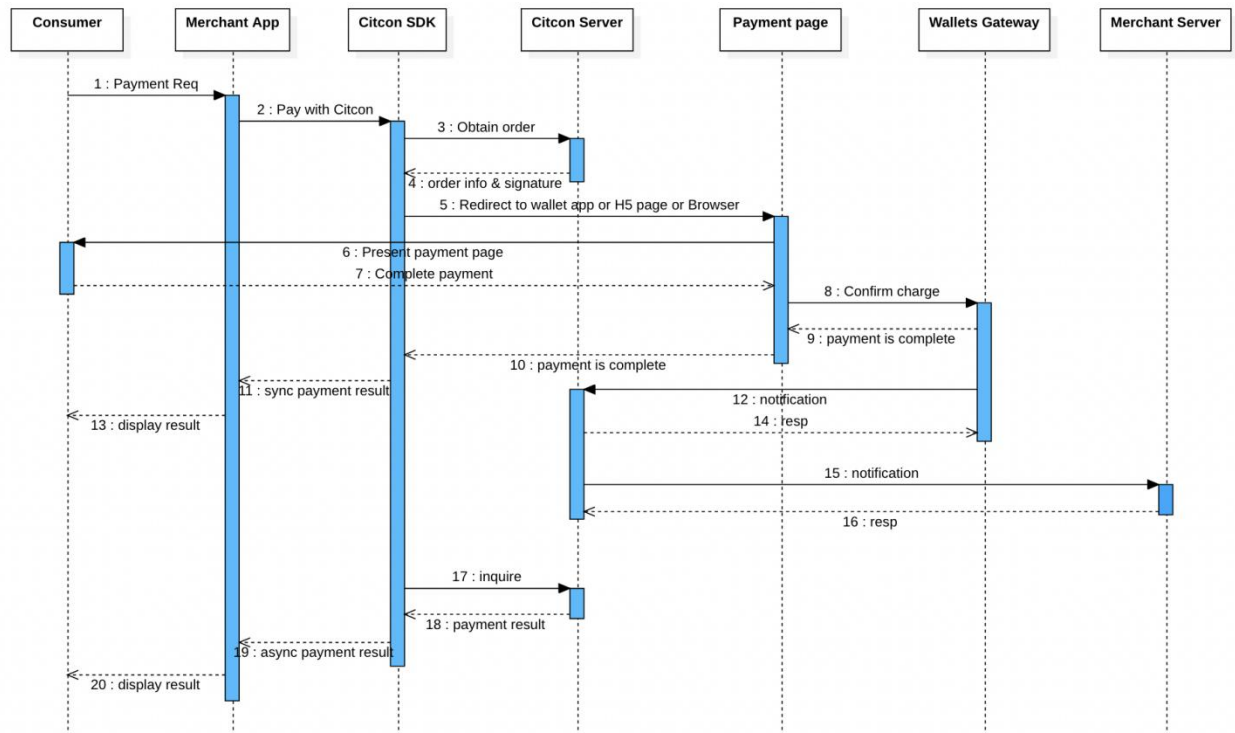 Consumer
Merchant App
Citcon SDK
Citcon Server
Payment page
Wallets Gateway
Merchant Server
1 : Payment Req
2 : Pay with Citcon
3 : Obtain order
4 : order info & signature
5 : Redirect to wallet app or H5 page or Browser
6 : Present payment page
7 : Complete payment
8 : Confirm charge
9 : payment is complete
10 : payment is complete
11 : sync payment result
12 : notification
13 : display result
14 : resp
15 : notification
16 : resp
17 : inquire
18 : payment result
19 : async payment result
20 : display result